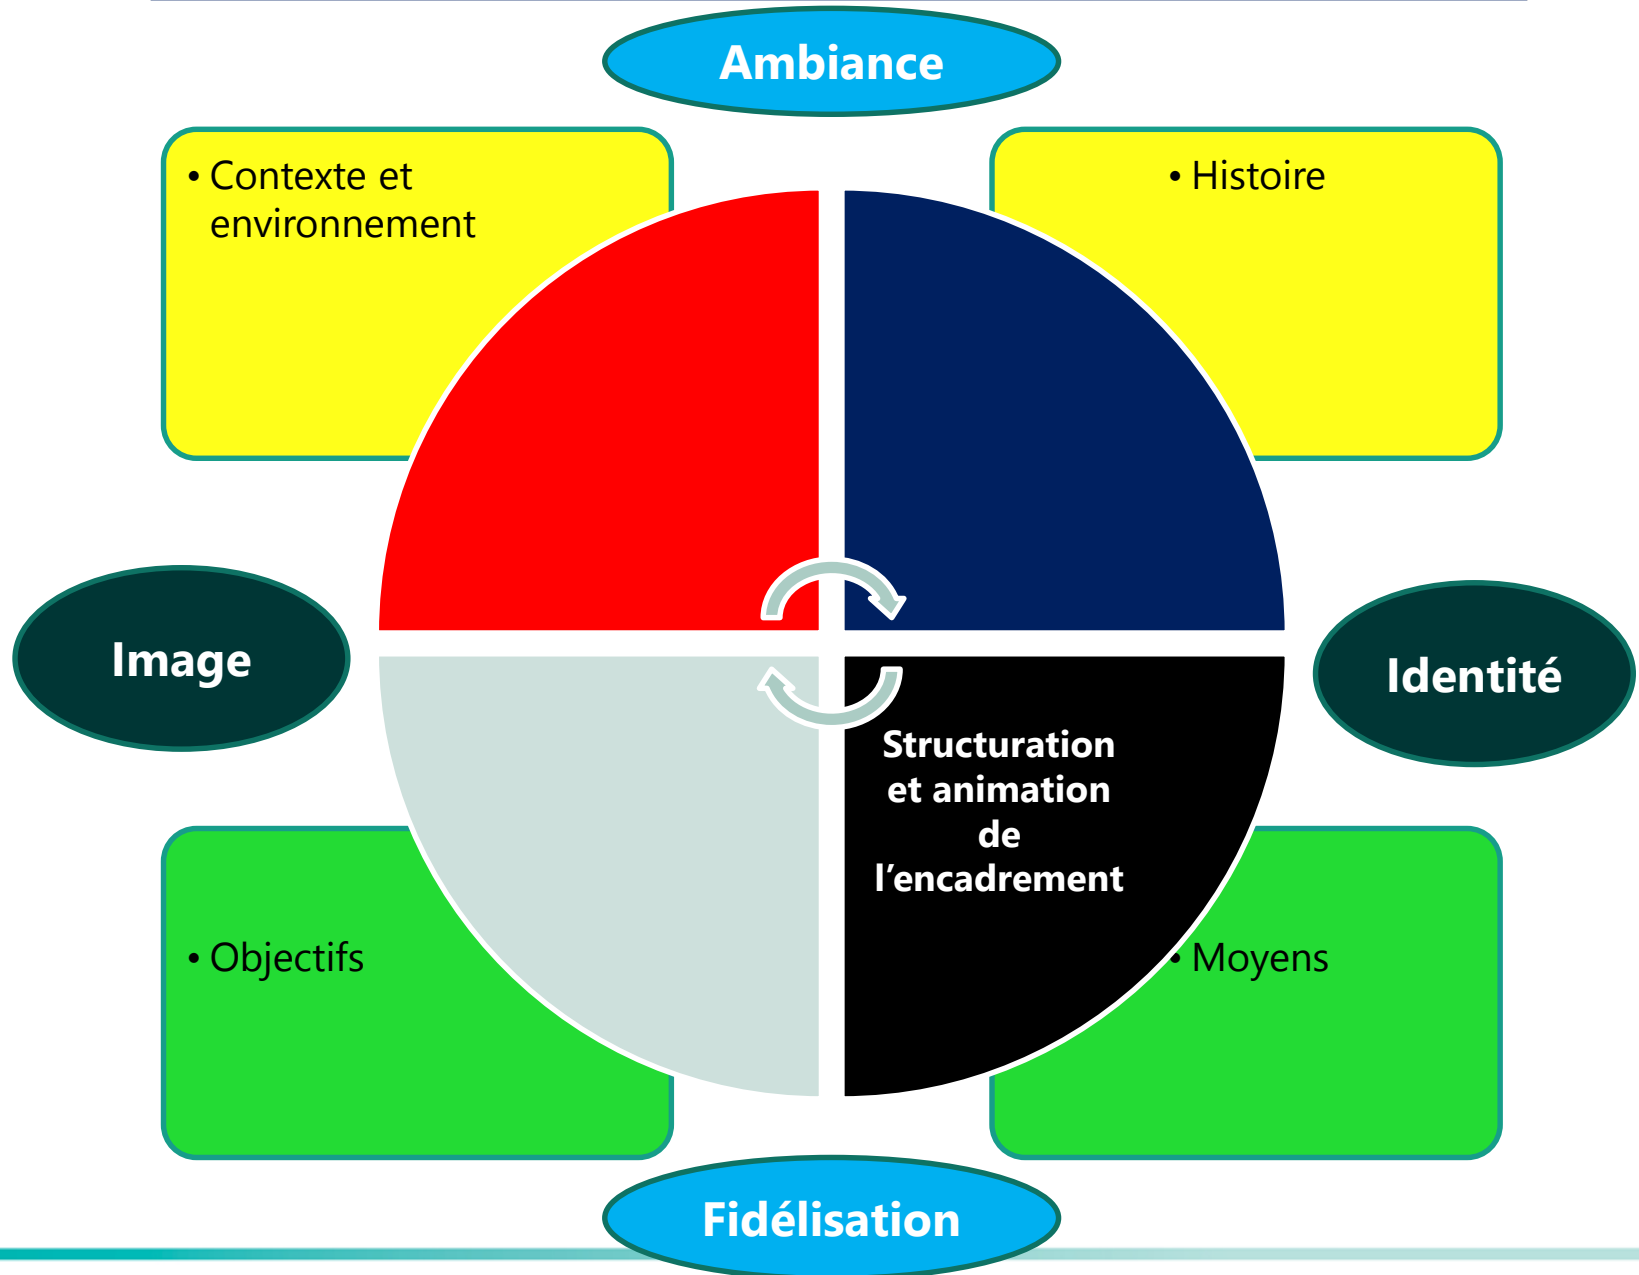 Ambiance
• Contexte et
environnement
• Histoire
Image
Identité
Structuration
et animation
de
l’encadrement
• Objectifs
• Moyens
Fidélisation